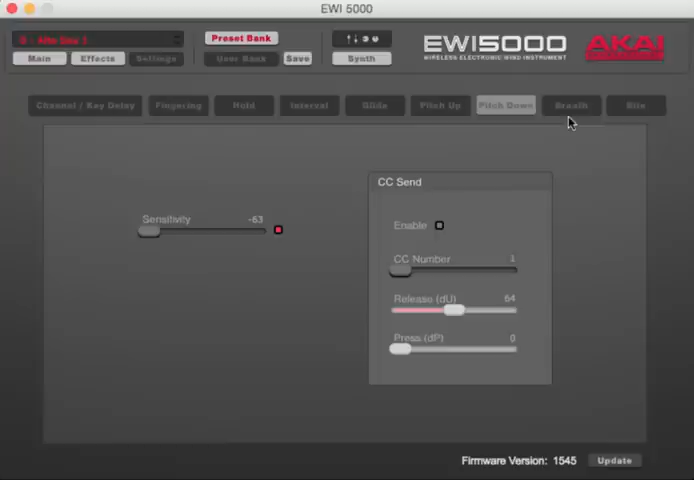 EWI 5000
0 : Alto Sax 1
Preset Bank
EWI5000
WIRELESS ELECTRONIC WIND INSTRUMENT
AKAI
Main
Effects
Settings
User Bank
Save
Synth
Channel / Key Delay
Fingering
Hold
Interval
Glide
Pitch Up
Pitch Down
Breath
Bite
CC Send
Sensitivity -63
Enable
CC Number 1
Release (dU) 64
Press (dP) 0
Firmware Version: 1545 Update